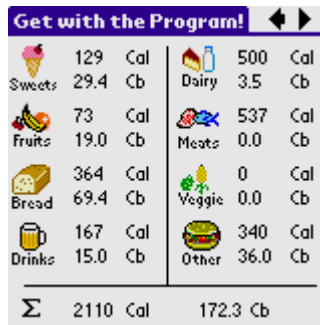 Get with the Program!
129 Cal 500 Cal
Sweets 29.4 Cb Dairy 3.5 Cb
73 Cal 537 Cal
Fruits 19.0 Cb Meats 0.0 Cb
364 Cal 0 Cal
Bread 69.4 Cb Veggie 0.0 Cb
167 Cal 340 Cal
Drinks 15.0 Cb Other 36.0 Cb
Σ 2110 Cal 172.3 Cb